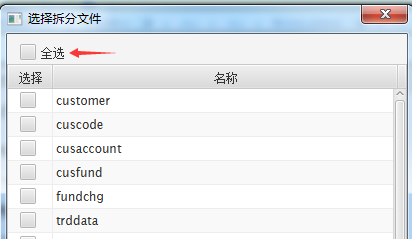 选择拆分文件
全选
选择 名称
customer
cuscode
cusaccount
cusfund
fundchg
trddata